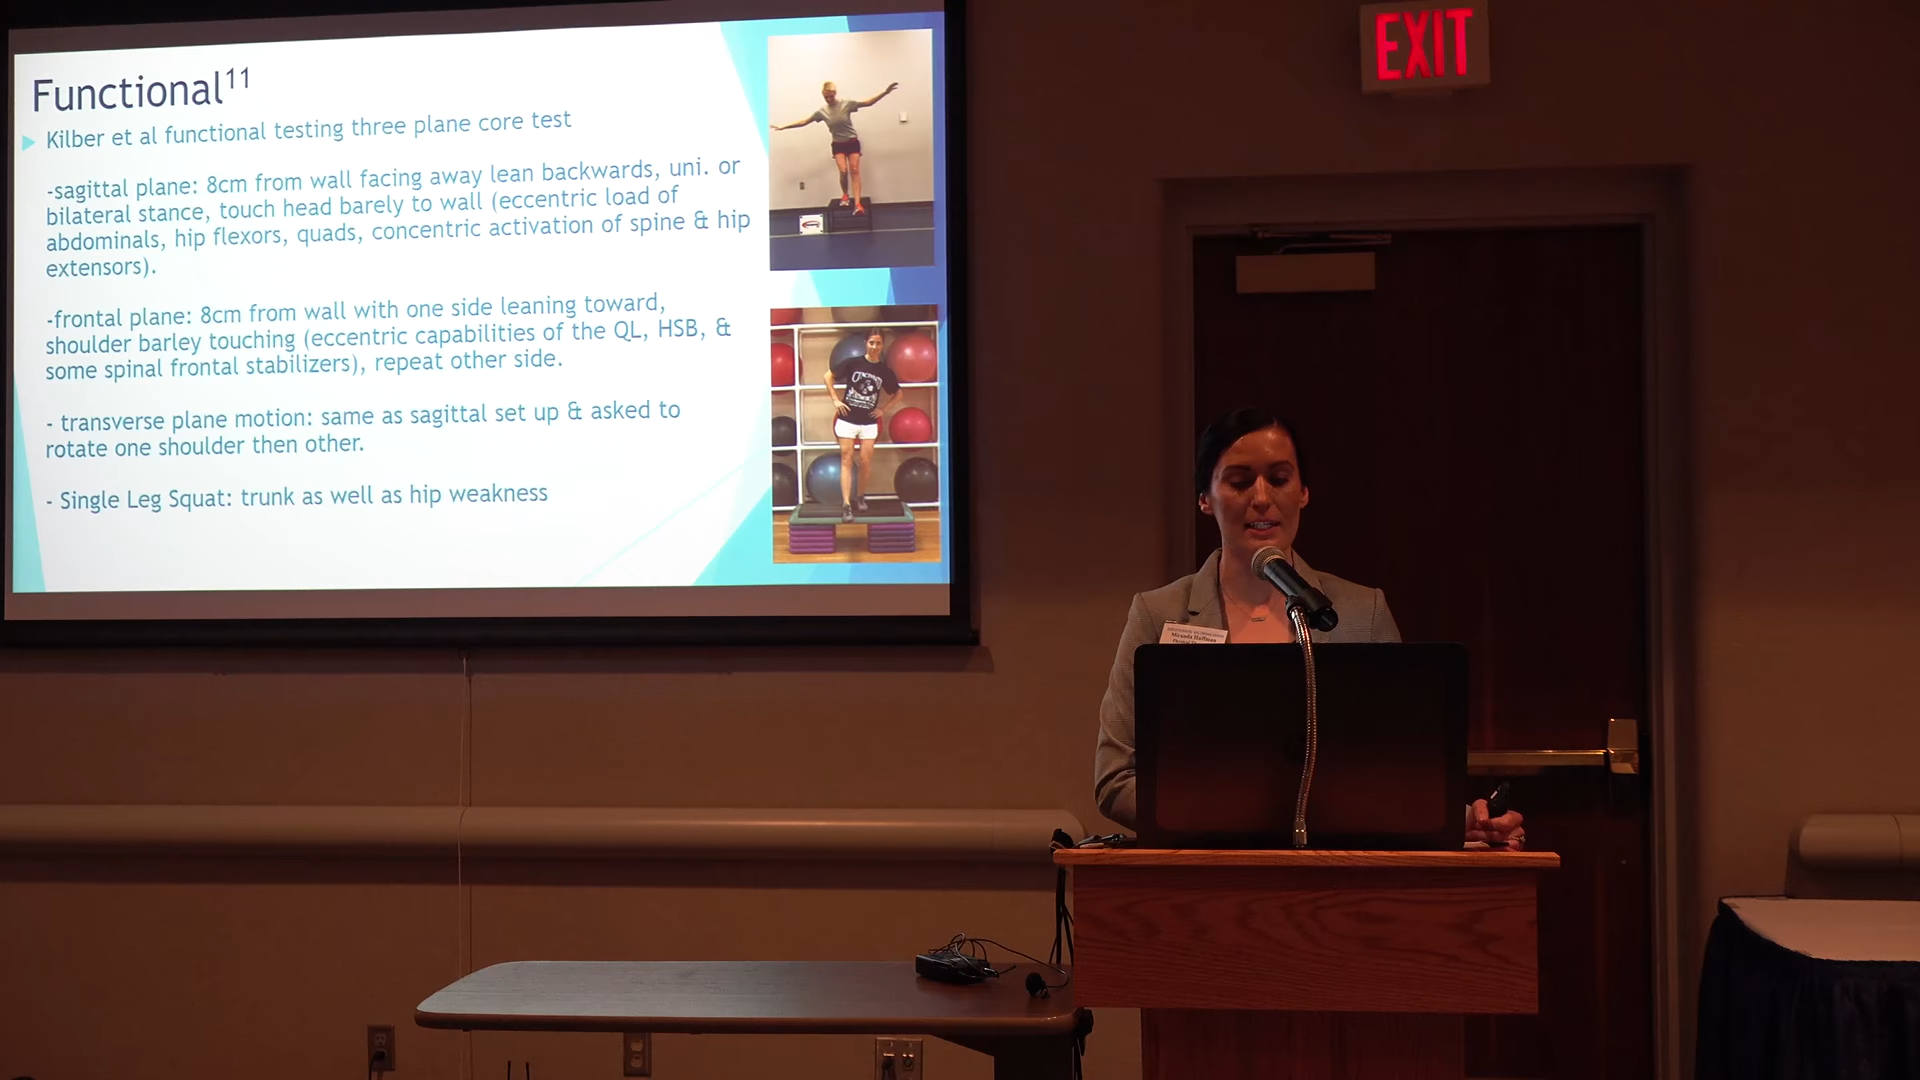 Functional¹¹
Kilber et al functional testing three plane core test
-sagittal plane: 8cm from wall facing away lean backwards, uni. or
bilateral stance, touch head barely to wall (eccentric load of
abdominals, hip flexors, quads, concentric activation of spine & hip
extensors).
-frontal plane: 8cm from wall with one side leaning toward,
shoulder barley touching (eccentric capabilities of the QL, HSB, &
some spinal frontal stabilizers), repeat other side.
- transverse plane motion: same as sagittal set up & asked to
rotate one shoulder then other.
- Single Leg Squat: trunk as well as hip weakness
EXIT
Miranda Huffman